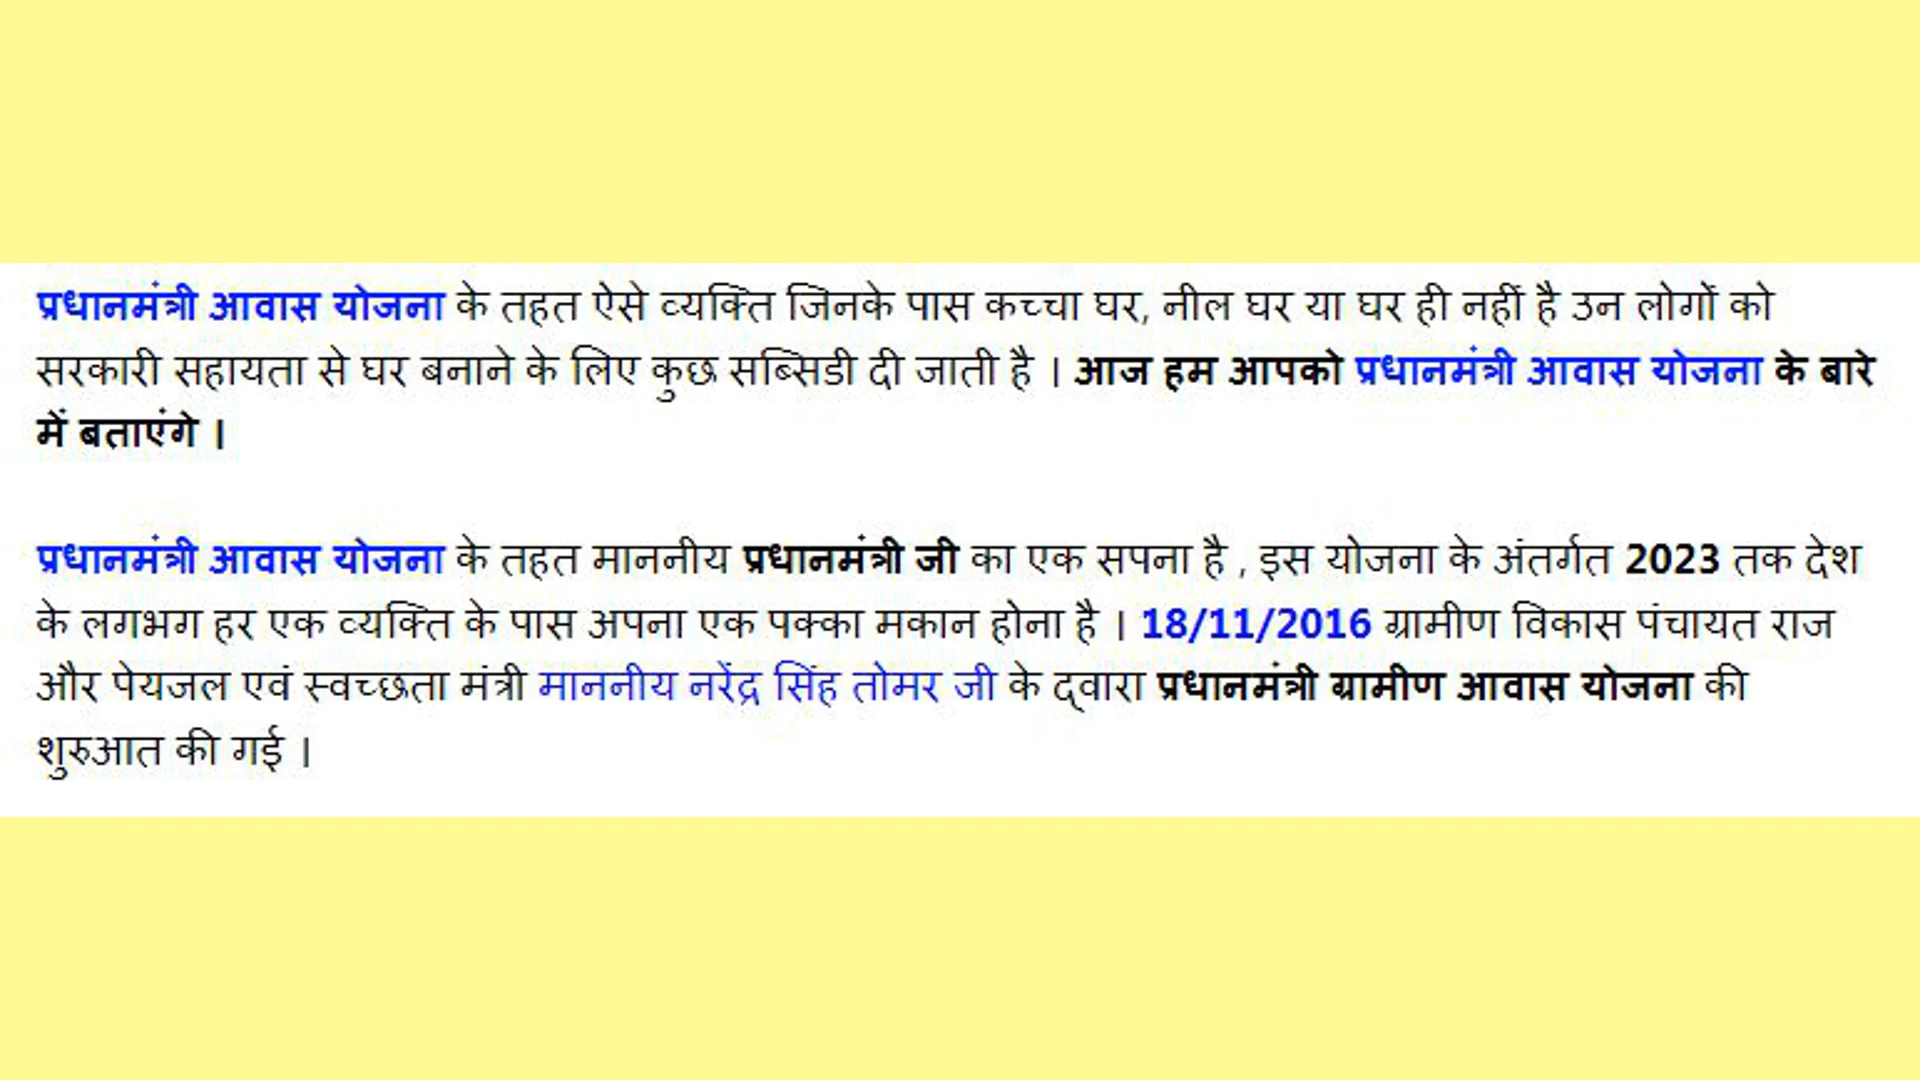 प्रधानमंत्री आवास योजना के तहत ऐसे व्यक्ति जिनके पास कच्चा घर, नील घर या घर ही नहीं है उन लोगों को
सरकारी सहायता से घर बनाने के लिए कुछ सब्सिडी दी जाती है । आज हम आपको प्रधानमंत्री आवास योजना के बारे
में बताएंगे ।
प्रधानमंत्री आवास योजना के तहत माननीय प्रधानमंत्री जी का एक सपना है , इस योजना के अंतर्गत 2023 तक देश
के लगभग हर एक व्यक्ति के पास अपना एक पक्का मकान होना है । 18/11/2016 ग्रामीण विकास पंचायत राज
और पेयजल एवं स्वच्छता मंत्री माननीय नरेंद्र सिंह तोमर जी के द्वारा प्रधानमंत्री ग्रामीण आवास योजना की
शुरुआत की गई ।